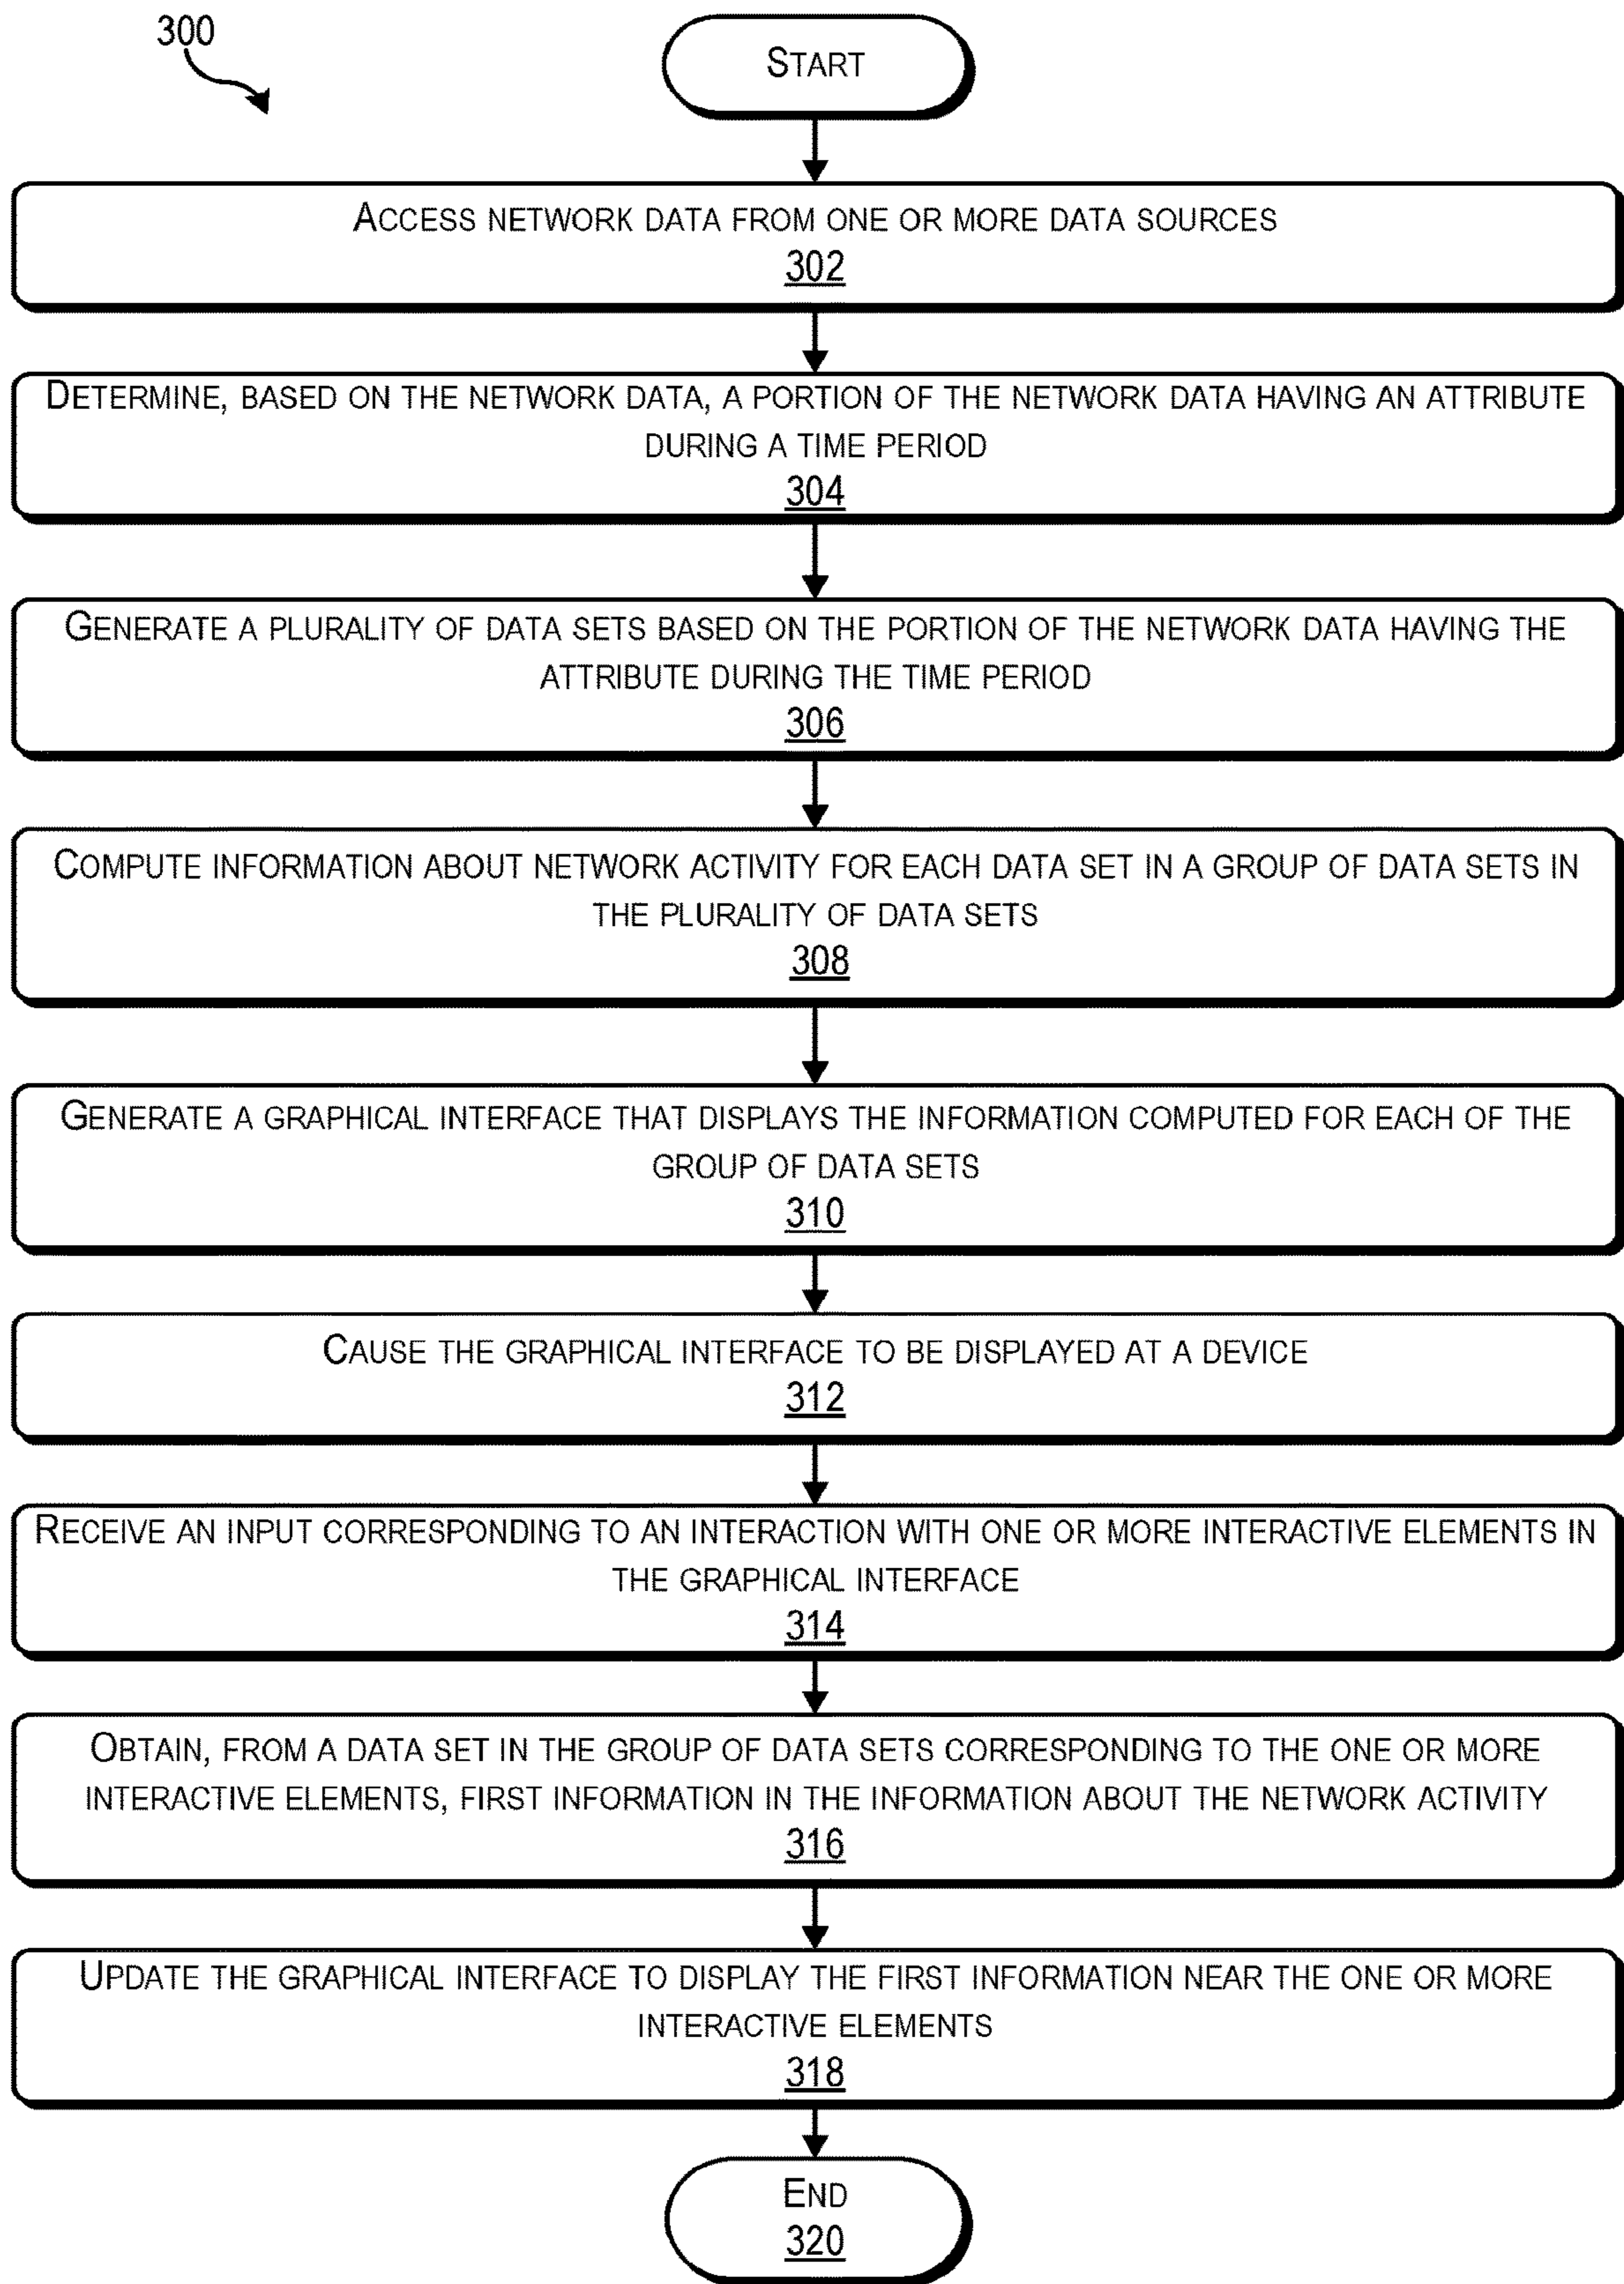 300
START
ACCESS NETWORK DATA FROM ONE OR MORE DATA SOURCES
302
DETERMINE, BASED ON THE NETWORK DATA, A PORTION OF THE NETWORK DATA HAVING AN ATTRIBUTE
DURING A TIME PERIOD
304
GENERATE A PLURALITY OF DATA SETS BASED ON THE PORTION OF THE NETWORK DATA HAVING THE
ATTRIBUTE DURING THE TIME PERIOD
306
COMPUTE INFORMATION ABOUT NETWORK ACTIVITY FOR EACH DATA SET IN A GROUP OF DATA SETS IN
THE PLURALITY OF DATA SETS
308
GENERATE A GRAPHICAL INTERFACE THAT DISPLAYS THE INFORMATION COMPUTED FOR EACH OF THE
GROUP OF DATA SETS
310
CAUSE THE GRAPHICAL INTERFACE TO BE DISPLAYED AT A DEVICE
312
RECEIVE AN INPUT CORRESPONDING TO AN INTERACTION WITH ONE OR MORE INTERACTIVE ELEMENTS IN
THE GRAPHICAL INTERFACE
314
OBTAIN, FROM A DATA SET IN THE GROUP OF DATA SETS CORRESPONDING TO THE ONE OR MORE
INTERACTIVE ELEMENTS, FIRST INFORMATION IN THE INFORMATION ABOUT THE NETWORK ACTIVITY
316
UPDATE THE GRAPHICAL INTERFACE TO DISPLAY THE FIRST INFORMATION NEAR THE ONE OR MORE
INTERACTIVE ELEMENTS
318
END
320